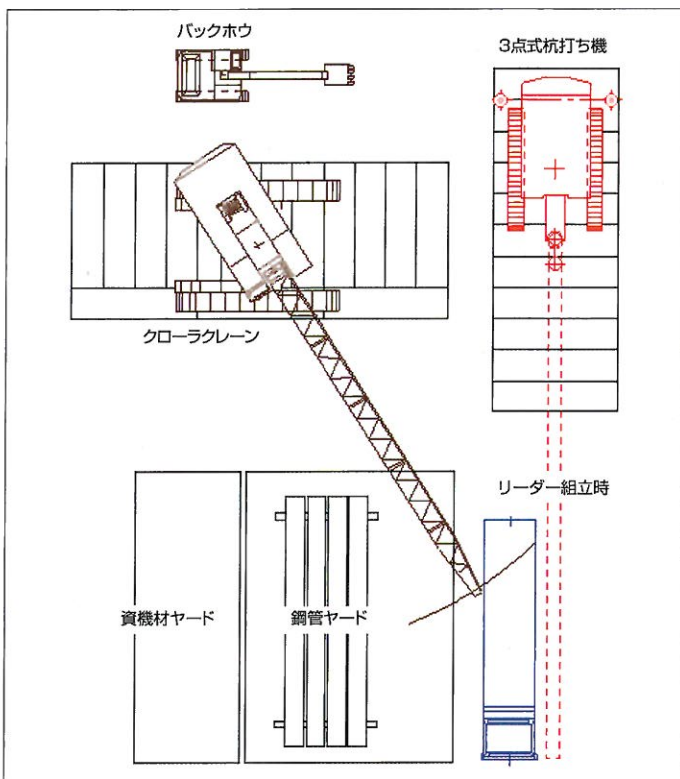 バックホウ
3点式杭打ち機
クローラクレーン
リーダー組立時
資機材ヤード
鋼管ヤード